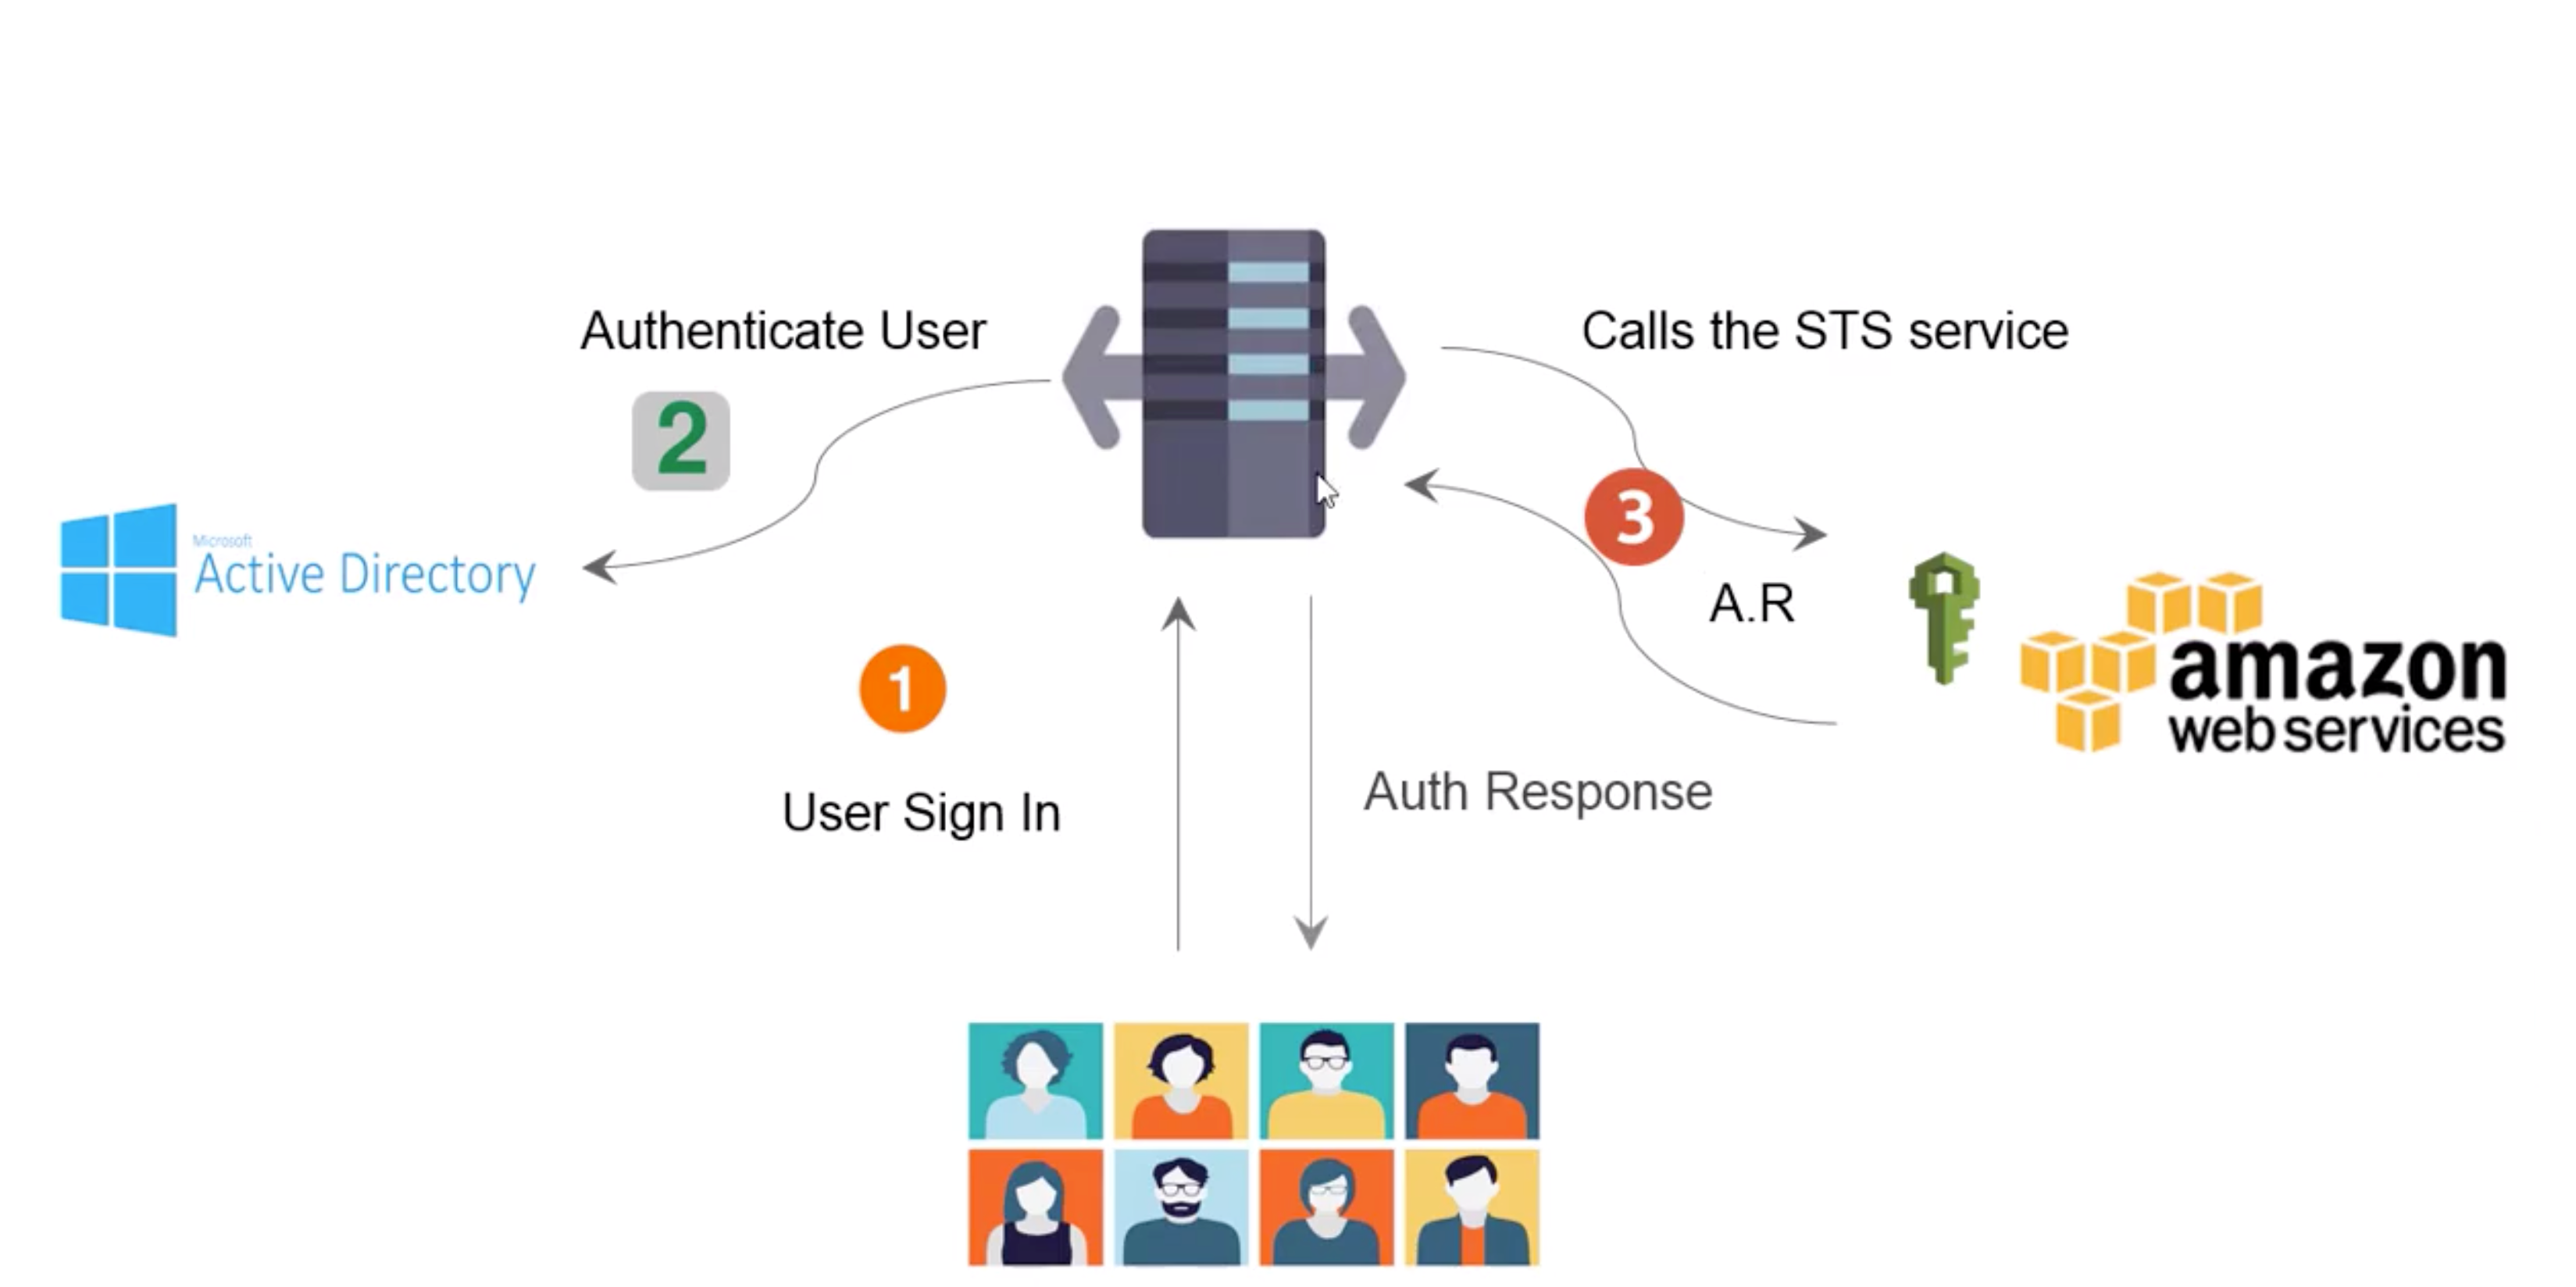 Authenticate User
Calls the STS service
2
3
Microsoft
Active Directory
A.R
1
amazon
web services
User Sign In
Auth Response